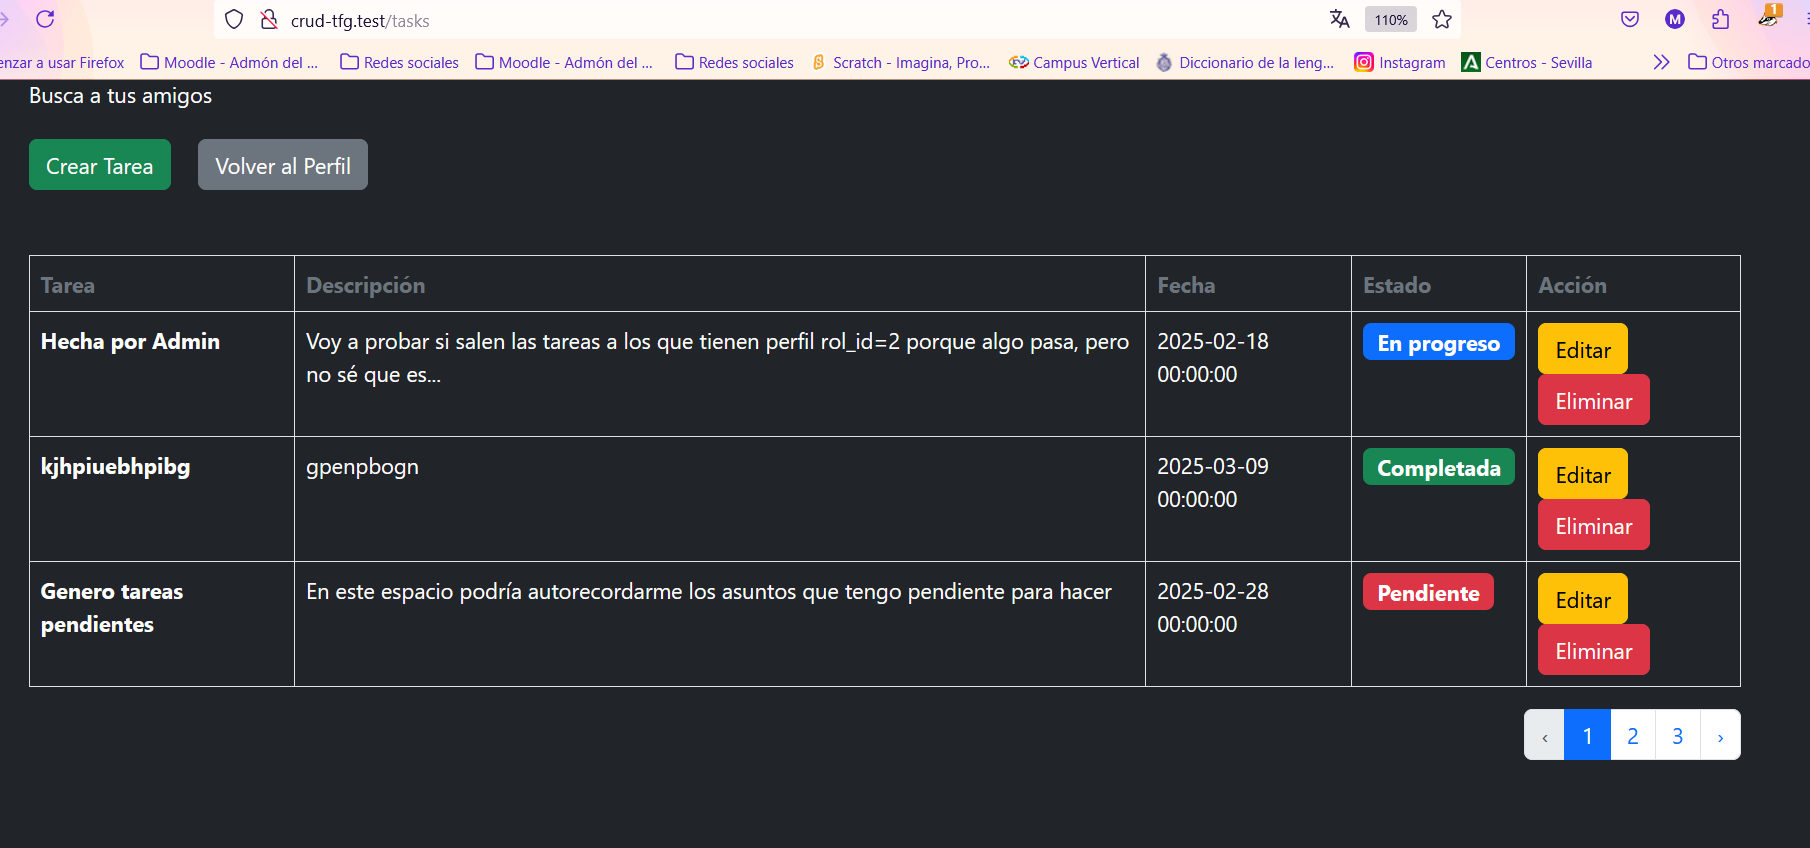 crud-tfg.test/tasks
110%
M
1
enzar a usar Firefox
Moodle - Admón del ...
Redes sociales
Moodle - Admón del ...
Redes sociales
Scratch - Imagina, Pro...
Campus Vertical
Diccionario de la leng...
Instagram
Centros - Sevilla
Otros marcado
Busca a tus amigos
Crear Tarea
Volver al Perfil
Tarea
Descripción
Fecha
Estado
Acción
Hecha por Admin
Voy a probar si salen las tareas a los que tienen perfil rol_id=2 porque algo pasa, pero
no sé que es...
2025-02-18
00:00:00
En progreso
Editar
Eliminar
kjhpiuebhpibg
gpenpbogn
2025-03-09
00:00:00
Completada
Editar
Eliminar
Genero tareas
pendientes
En este espacio podría autorecordarme los asuntos que tengo pendiente para hacer
2025-02-28
00:00:00
Pendiente
Editar
Eliminar
‹ 1 2 3 ›